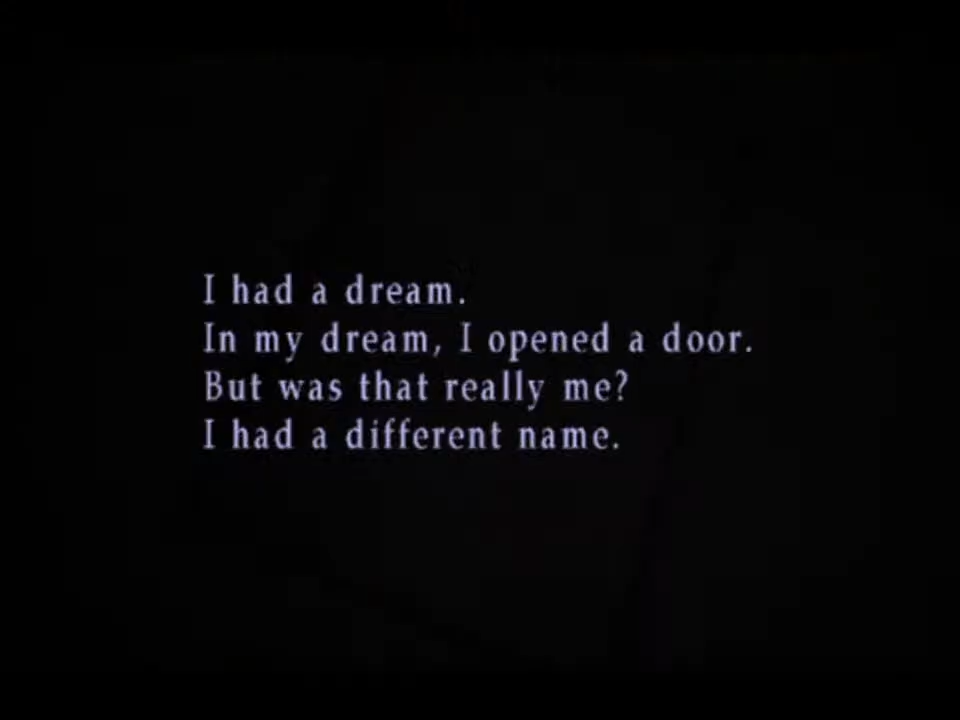 I had a dream.
In my dream, I opened a door.
But was that really me?
I had a different name.